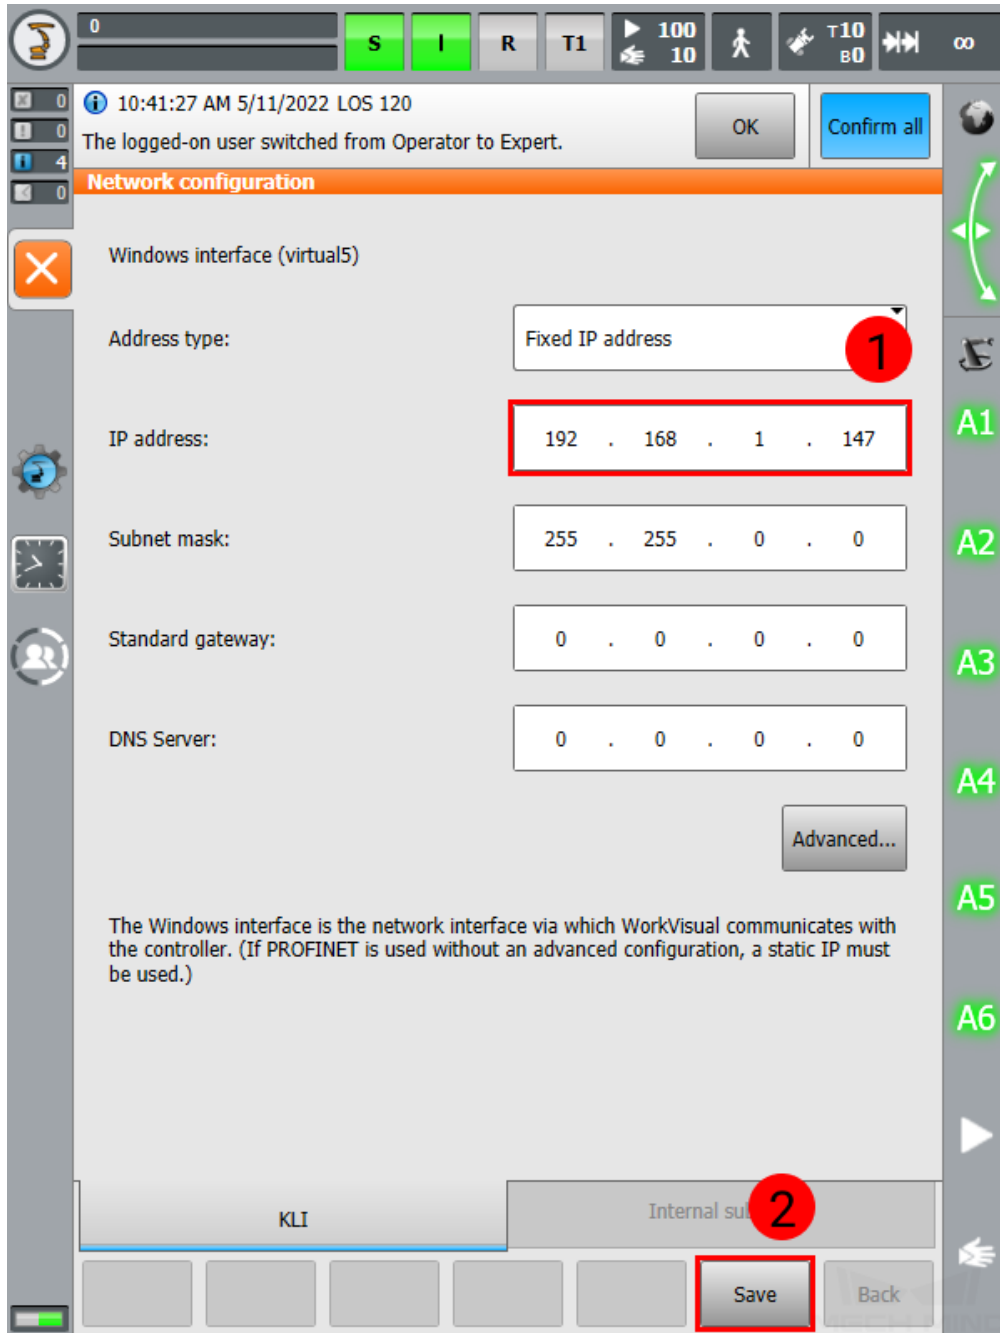 0
S I R T1 100 10 T10 B0 ∞
0
0
4
0
10:41:27 AM 5/11/2022 LOS 120
The logged-on user switched from Operator to Expert.
OK
Confirm all
Network configuration
Windows interface (virtual5)
Address type: Fixed IP address
1
IP address: 192 . 168 . 1 . 147
Subnet mask: 255 . 255 . 0 . 0
Standard gateway: 0 . 0 . 0 . 0
DNS Server: 0 . 0 . 0 . 0
Advanced...
The Windows interface is the network interface via which WorkVisual communicates with
the controller. (If PROFINET is used without an advanced configuration, a static IP must
be used.)
A1
A2
A3
A4
A5
A6
KLI
Internal
2
Save
Back
MECH MIND